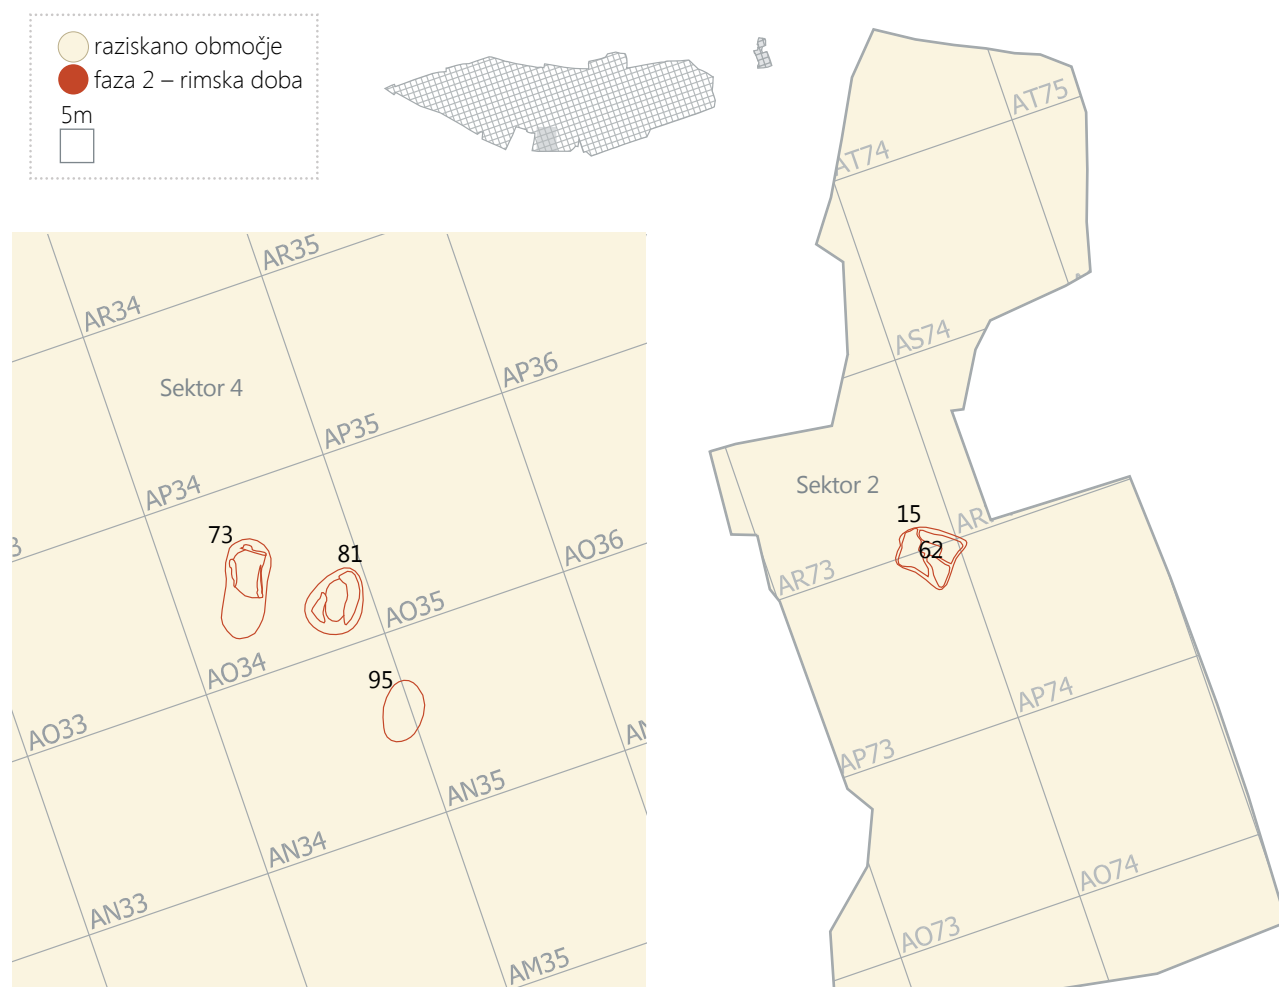 raziskano območje
faza 2 – rimska doba
5m
AT75
AT74
AS74
Sektor 2
15
62
AR73
AP74
AP73
AO74
AO73
AR35
AR34
Sektor 4
AP36
AP35
AP34
73
81
AO36
AO35
AO34
95
AO33
AN35
AN34
AN33
AM35